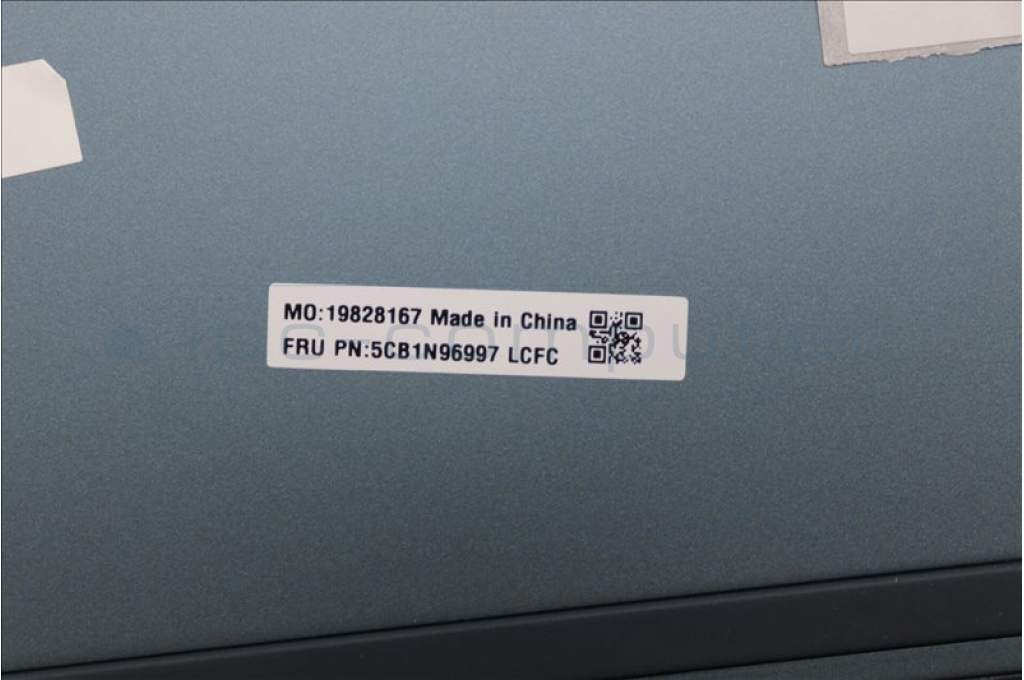 MO:19828167 Made in China
FRU PN:5CB1N96997 LCFC